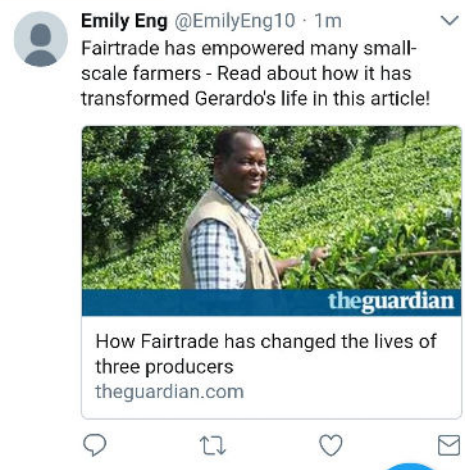 Emily Eng @EmilyEng10 · 1m
Fairtrade has empowered many small-
scale farmers - Read about how it has
transformed Gerardo's life in this article!
theguardian
How Fairtrade has changed the lives of
three producers
theguardian.com